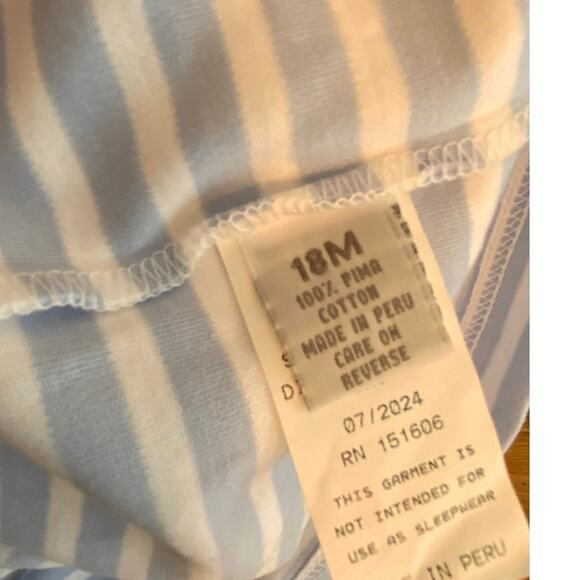 18M
100% PIMA
COTTON
MADE IN PERU
CARE ON
REVERSE
07/2024
RN 151606
THIS GARMENT IS
NOT INTENDED FOR
USE AS SLEEPWEAR
IN PERU